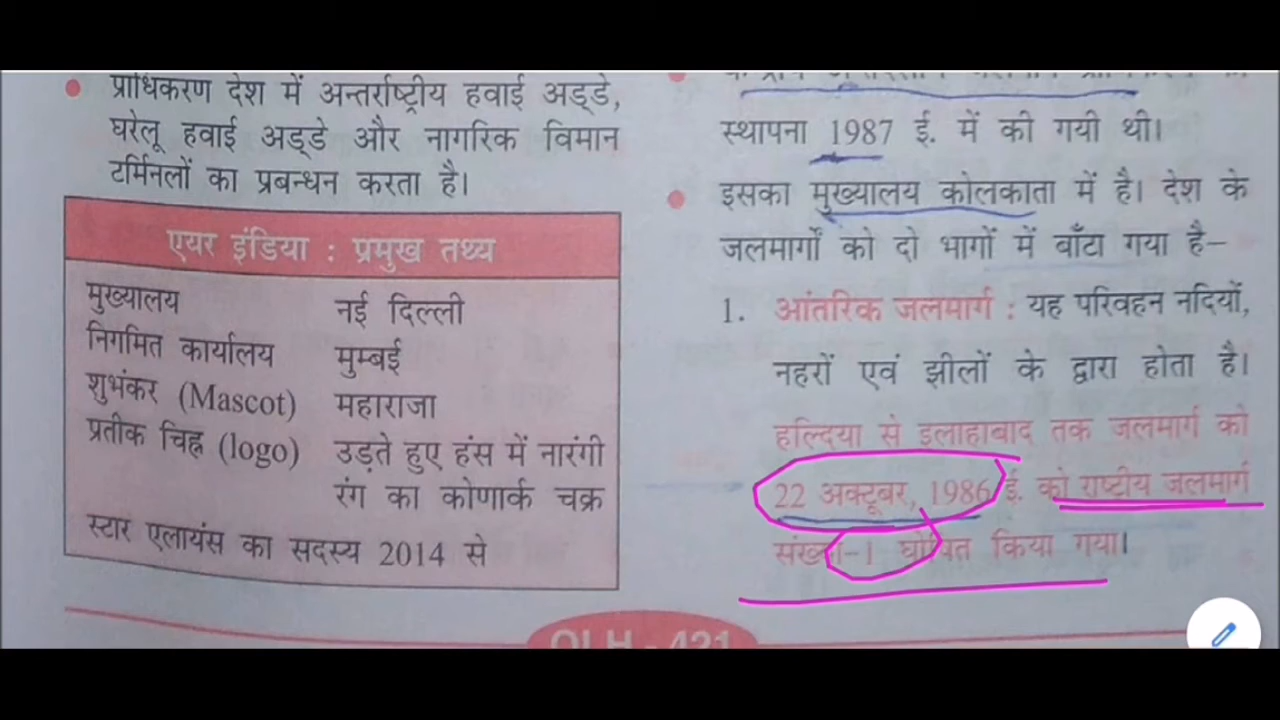 प्राधिकरण देश में अन्तर्राष्ट्रीय हवाई अड्डे,
घरेलू हवाई अड्डे और नागरिक विमान
टर्मिनलों का प्रबन्धन करता है।
एयर इंडिया : प्रमुख तथ्य
मुख्यालय नई दिल्ली
निगमित कार्यालय मुम्बई
शुभंकर (Mascot) महाराजा
प्रतीक चिह्न (logo) उड़ते हुए हंस में नारंगी
रंग का कोणार्क चक्र
स्टार एलायंस का सदस्य 2014 से
स्थापना 1987 ई. में की गयी थी।
इसका मुख्यालय कोलकाता में है। देश के
जलमार्गों को दो भागों में बाँटा गया है–
1. आंतरिक जलमार्ग : यह परिवहन नदियों,
नहरों एवं झीलों के द्वारा होता है।
हल्दिया से इलाहाबाद तक जलमार्ग को
22 अक्टूबर, 1986 ई. को राष्टीय जलमार्ग
संख्या-1 घोषित किया गया।